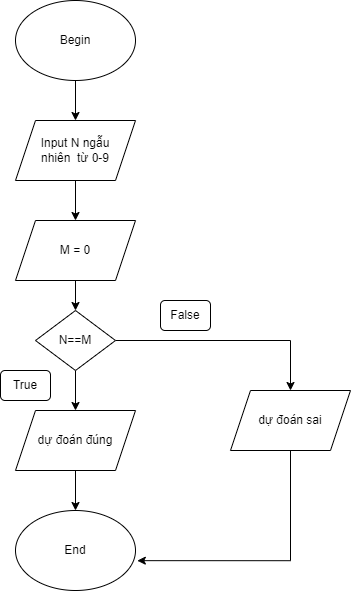 Begin
Input N ngẫu
nhiên từ 0-9
M = 0
False
N==M
True
dự đoán sai
dự đoán đúng
End